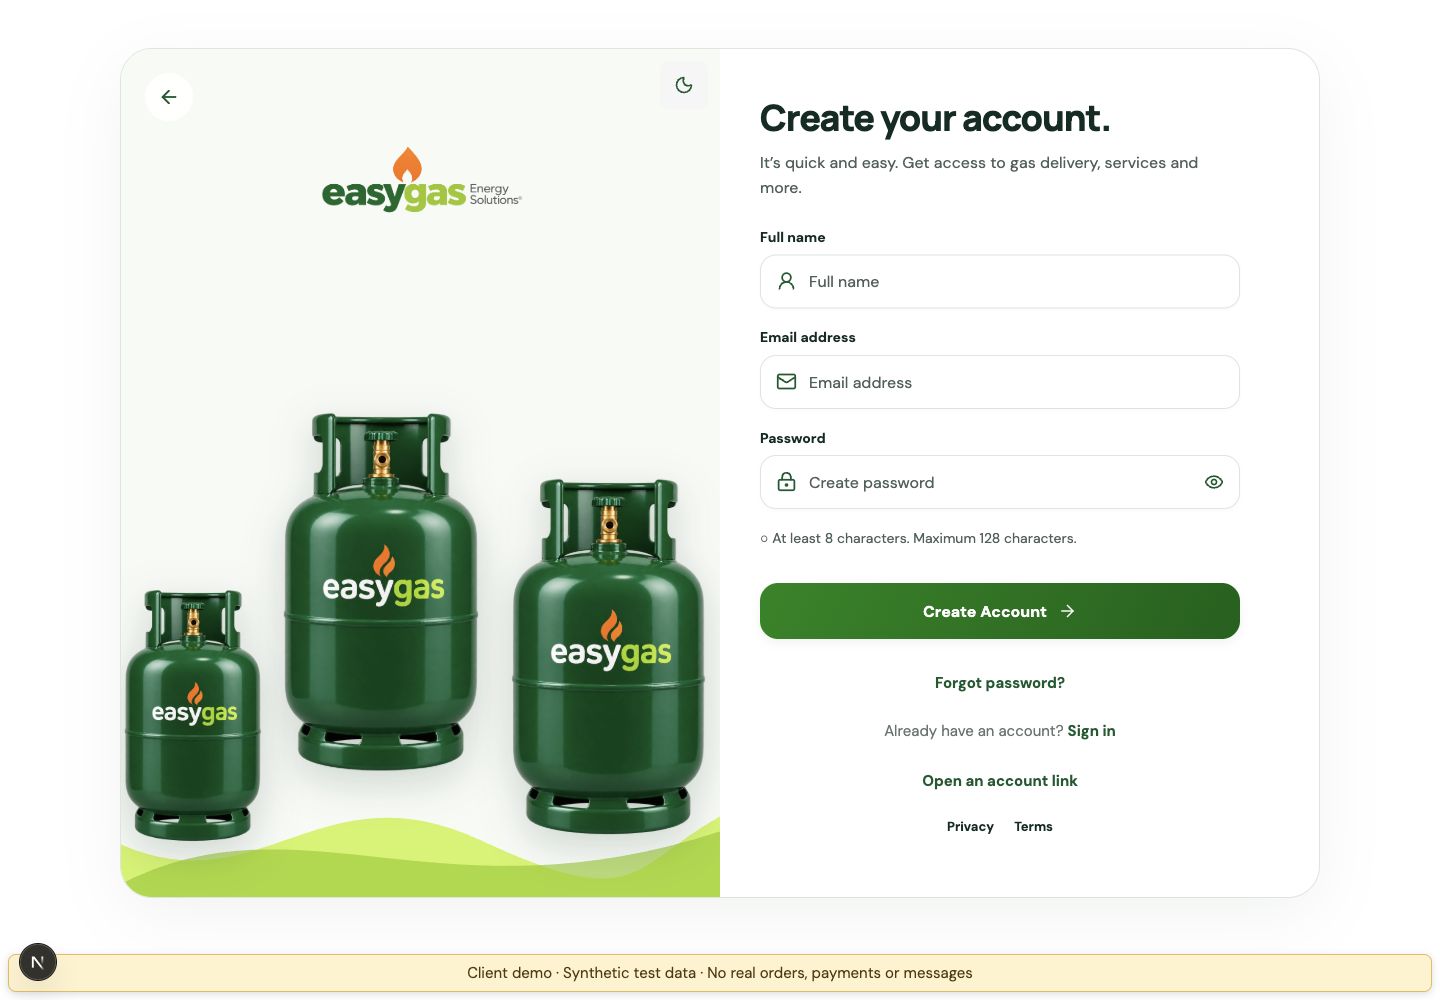 easygas Energy Solutions®
easygas
easygas
easygas
Create your account.
It’s quick and easy. Get access to gas delivery, services and
more.
Full name
Full name
Email address
Email address
Password
Create password
○ At least 8 characters. Maximum 128 characters.
Create Account →
Forgot password?
Already have an account? Sign in
Open an account link
Privacy Terms
N
Client demo · Synthetic test data · No real orders, payments or messages